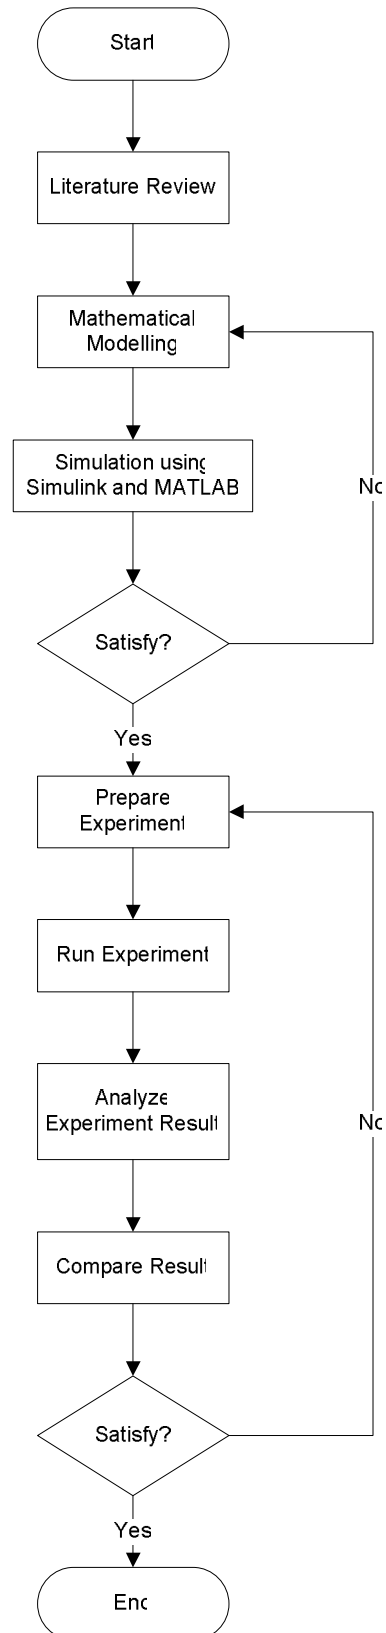 Start
Literature Review
Mathematical
Modelling
Simulation using
Simulink and MATLAB
No
Satisfy?
Yes
Prepare
Experiment
Run Experiment
Analyze
Experiment Result
No
Compare Result
Satisfy?
Yes
End